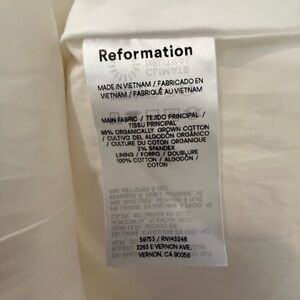 Reformation
MADE IN VIETNAM / FABRICADO EN
VIETNAM / FABRIQUÉ AU VIETNAM
MAIN FABRIC / TEJIDO PRINCIPAL /
TISSU PRINCIPAL
98% ORGANICALLY GROWN COTTON
/ CULTIVO DEL ALGODÓN ORGÁNICO
/ CULTURE DU COTON ORGANIQUE
2% SPANDEX
LINING / FORRO / DOUBLURE
100% COTTON / ALGODÓN /
COTON
59753 / RN143248
2263 E VERNON AVE.
VERNON, CA 90058